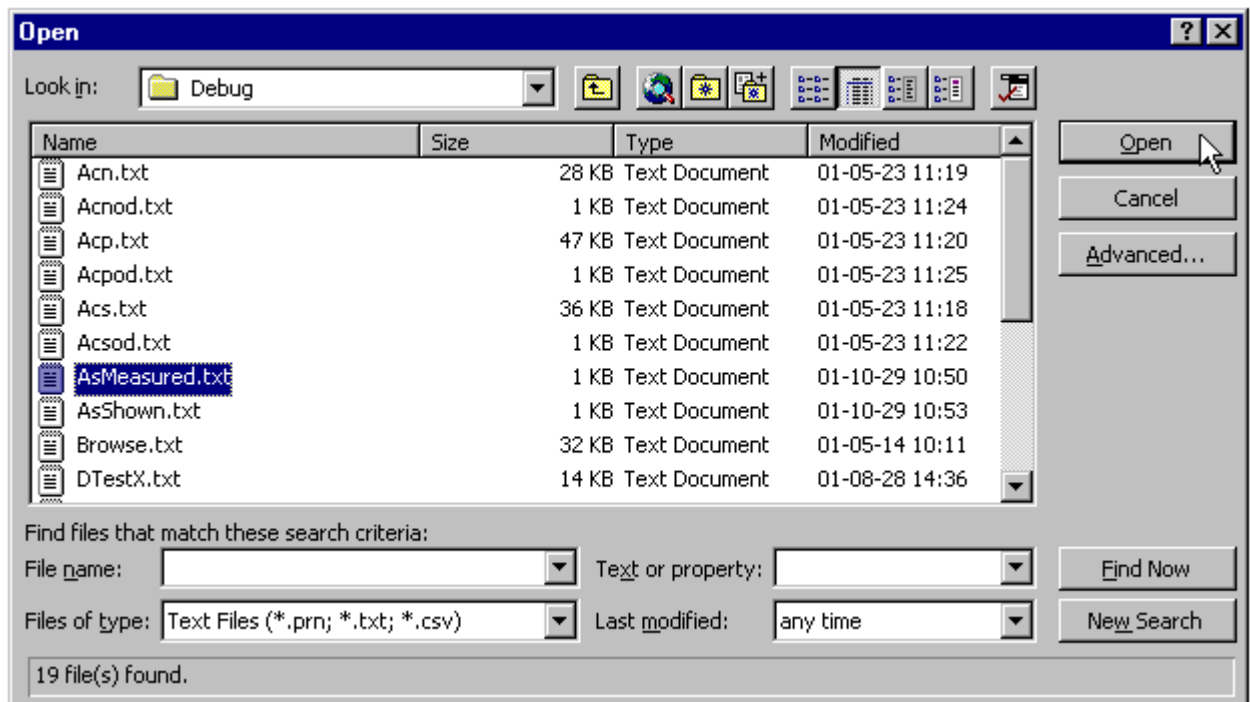 Open
Look in: Debug
Name Size Type Modified
Acn.txt 28 KB Text Document 01-05-23 11:19
Acnod.txt 1 KB Text Document 01-05-23 11:24
Acp.txt 47 KB Text Document 01-05-23 11:20
Acpod.txt 1 KB Text Document 01-05-23 11:25
Acs.txt 36 KB Text Document 01-05-23 11:18
Acsod.txt 1 KB Text Document 01-05-23 11:22
AsMeasured.txt 1 KB Text Document 01-10-29 10:50
AsShown.txt 1 KB Text Document 01-10-29 10:53
Browse.txt 32 KB Text Document 01-05-14 10:11
DTestX.txt 14 KB Text Document 01-08-28 14:36
Open
Cancel
Advanced...
Find files that match these search criteria:
File name: Text or property: Find Now
Files of type: Text Files (*.prn; *.txt; *.csv) Last modified: any time New Search
19 file(s) found.